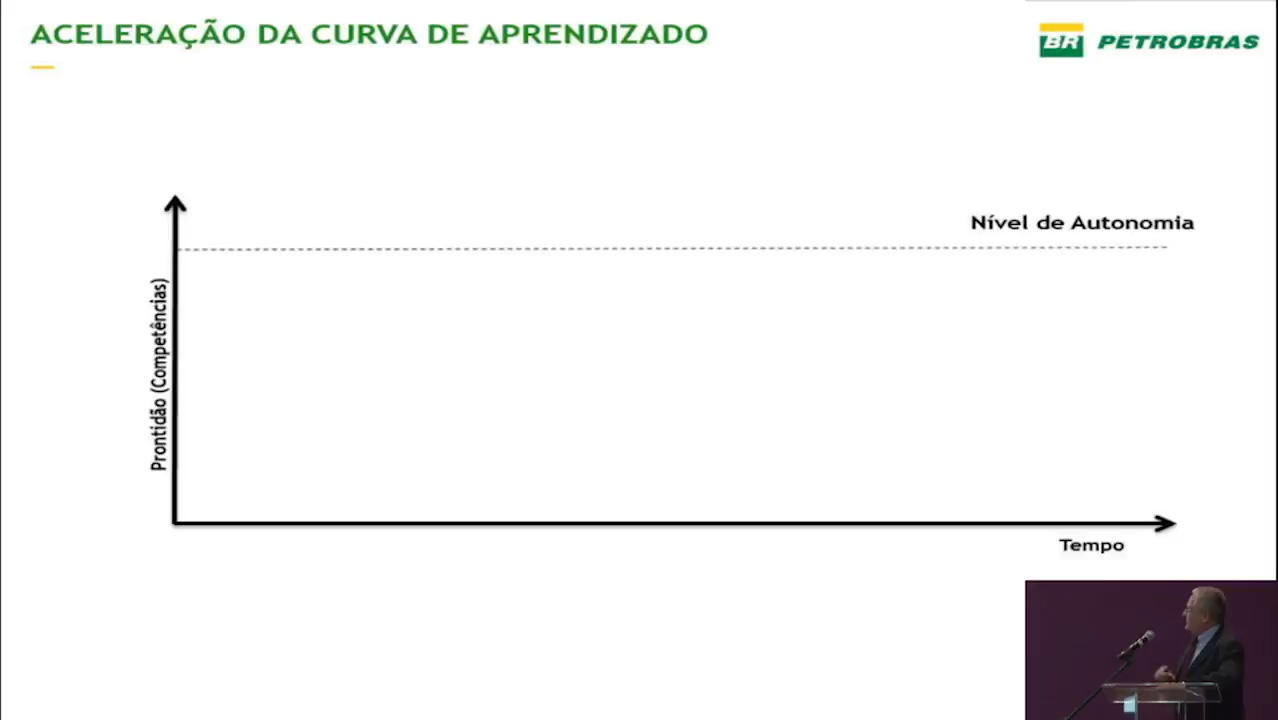 ACELERAÇÃO DA CURVA DE APRENDIZADO
BR PETROBRAS
Nível de Autonomia
Prontidão (Competências)
Tempo